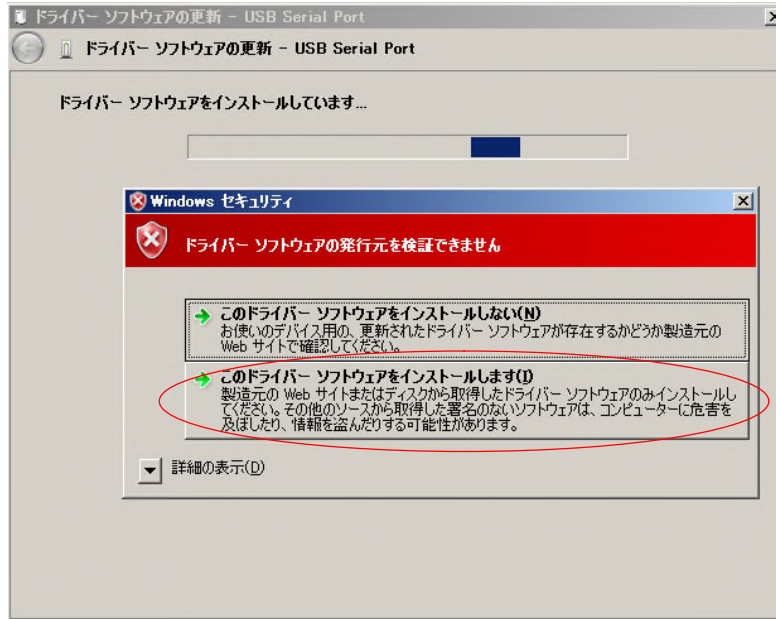 ドライバー ソフトウェアの更新 - USB Serial Port
ドライバー ソフトウェアの更新 - USB Serial Port
ドライバー ソフトウェアをインストールしています...
Windows セキュリティ
ドライバー ソフトウェアの発行元を検証できません
このドライバー ソフトウェアをインストールしない(N)
お使いのデバイス用の、更新されたドライバー ソフトウェアが存在するかどうか製造元の
Web サイトで確認してください。
このドライバー ソフトウェアをインストールします(I)
製造元の Web サイトまたはディスクから取得したドライバー ソフトウェアのみインストールし
てください。その他のソースから取得した署名のないソフトウェアは、コンピューターに危害を
及ぼしたり、情報を盗んだりする可能性があります。
詳細の表示(D)